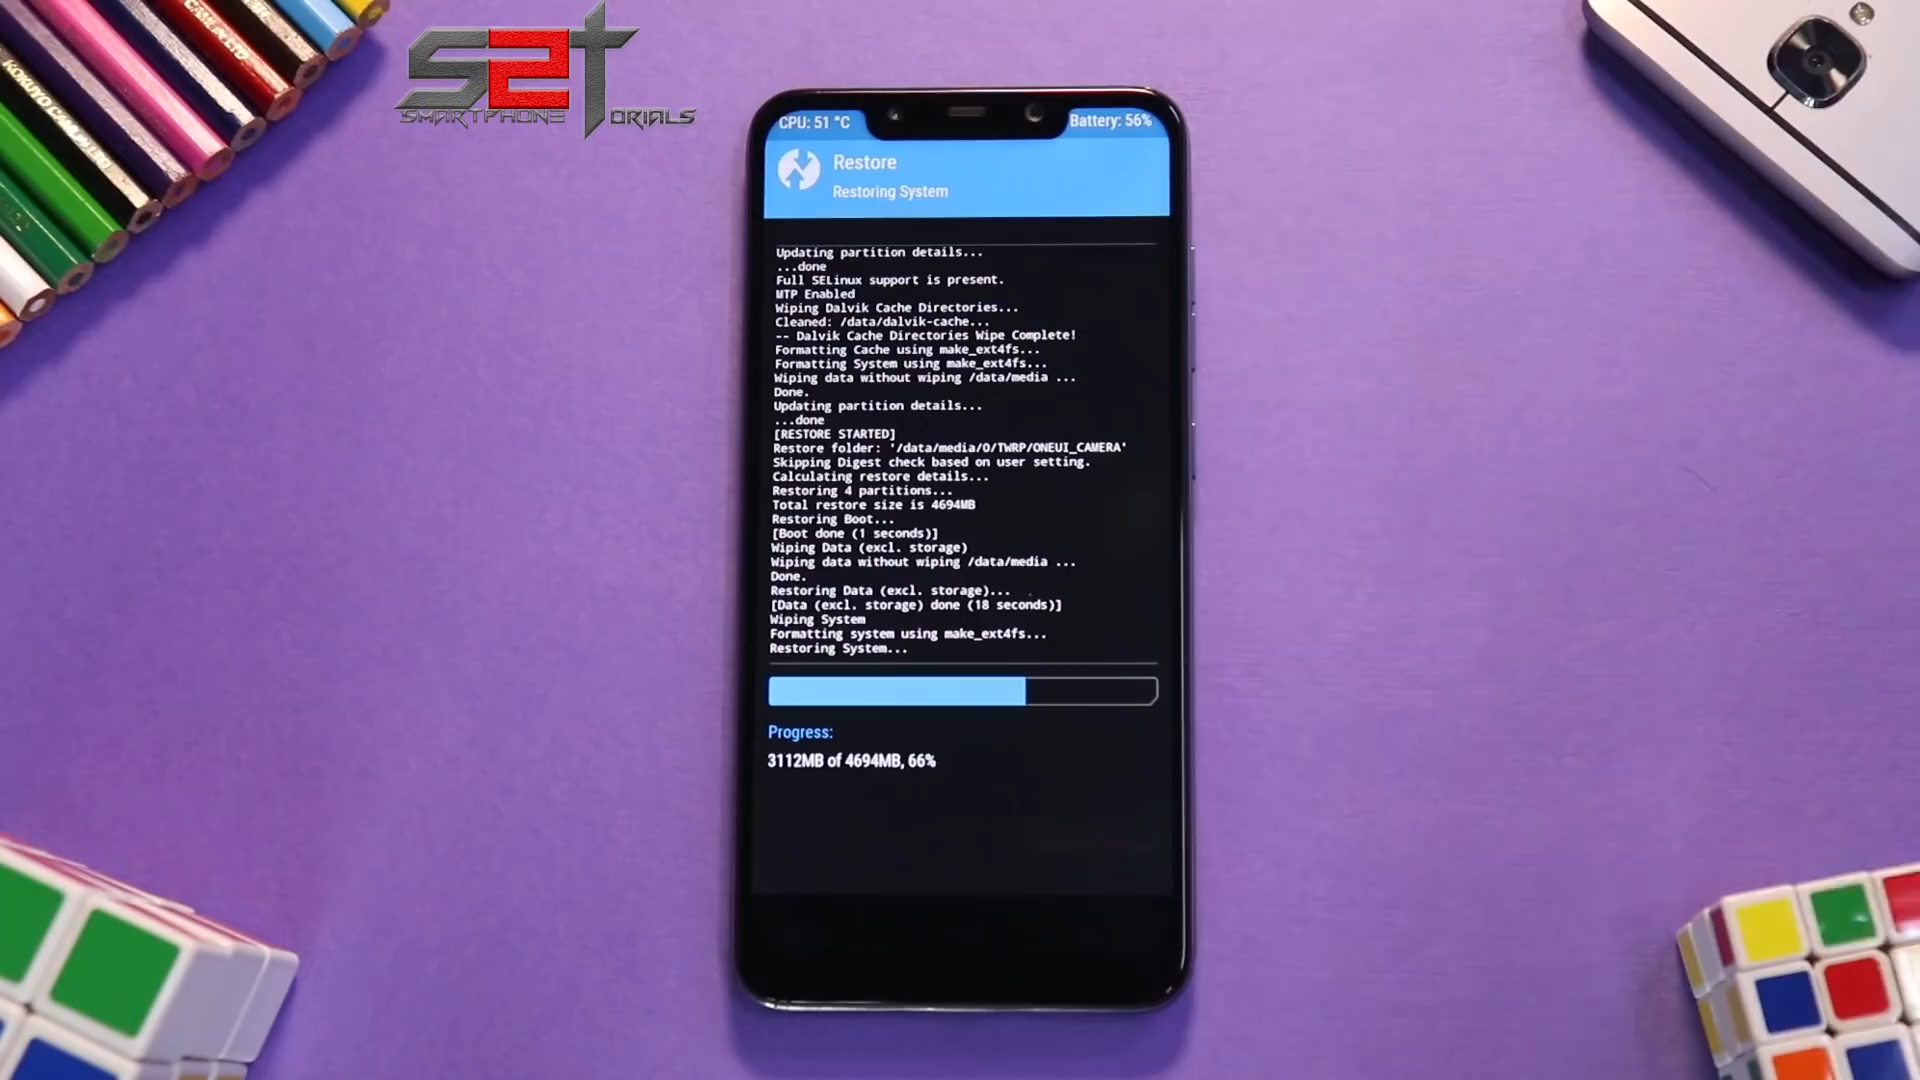 KOKUYO CA
S2T
SMARTPHONE TORIALS
CPU: 51 °C
Battery: 56%
Restore
Restoring System
Updating partition details...
...done
Full SELinux support is present.
MTP Enabled
Wiping Dalvik Cache Directories...
Cleaned: /data/dalvik-cache...
-- Dalvik Cache Directories Wipe Complete!
Formatting Cache using make_ext4fs...
Formatting System using make_ext4fs...
Wiping data without wiping /data/media ...
Done.
Updating partition details...
...done
[RESTORE STARTED]
Restore folder: '/data/media/0/TWRP/ONEUI_CAMERA'
Skipping Digest check based on user setting.
Calculating restore details...
Restoring 4 partitions...
Total restore size is 4694MB
Restoring Boot...
[Boot done (1 seconds)]
Wiping Data (excl. storage)
Wiping data without wiping /data/media ...
Done.
Restoring Data (excl. storage)...
[Data (excl. storage) done (18 seconds)]
Wiping System
Formatting system using make_ext4fs...
Restoring System...
Progress:
3112MB of 4694MB, 66%